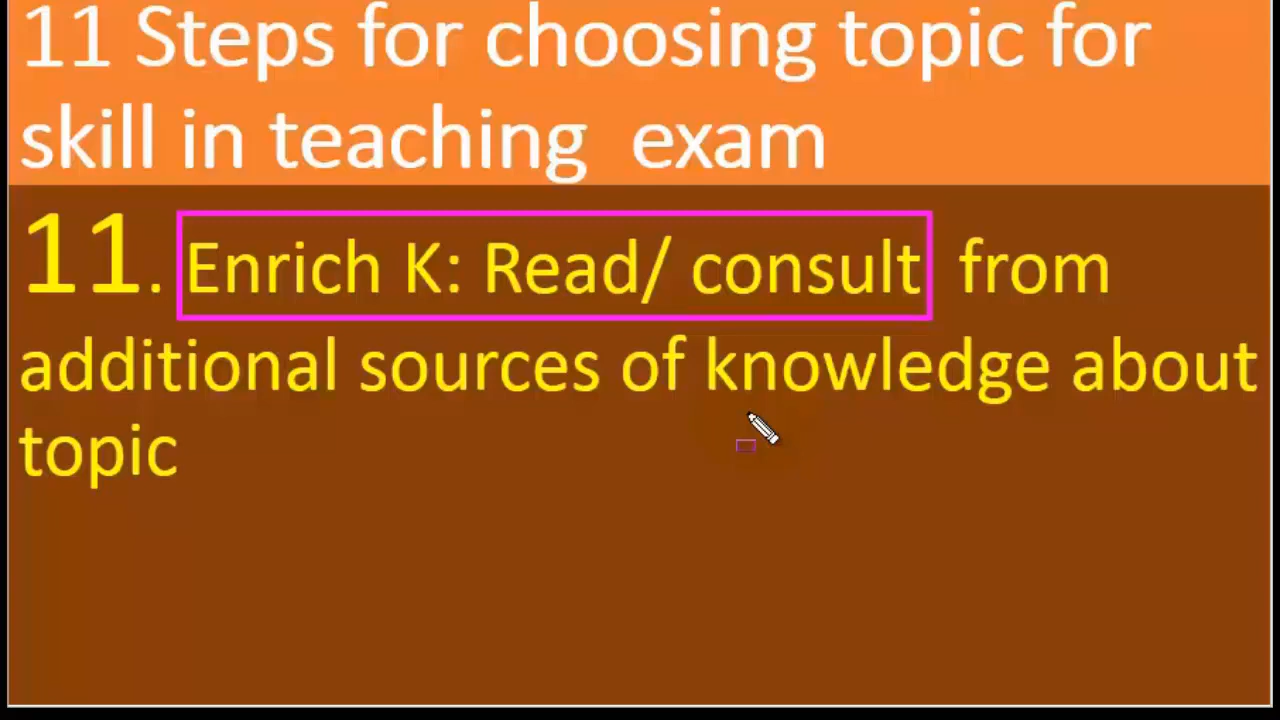 11 Steps for choosing topic for
skill in teaching exam
11. Enrich K: Read/ consult from
additional sources of knowledge about
topic